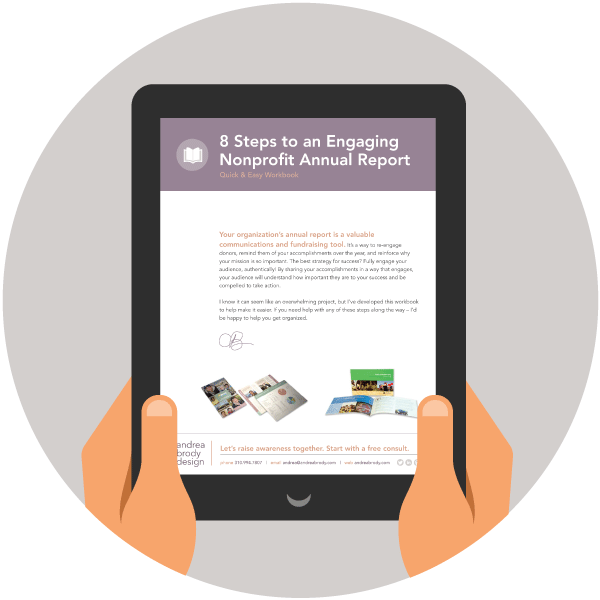 8 Steps to an Engaging
Nonprofit Annual Report
Quick & Easy Workbook
Your organization's annual report is a valuable
communications and fundraising tool. It's a way to re-engage
donors, remind them of your accomplishments over the year, and reinforce why
your mission is so important. The best strategy for success? Fully engage your
audience, authentically! By sharing your accomplishments in a way that engages,
your audience will understand how important they are to your success and be
compelled to take action.
I know it can seem like an overwhelming project, but I've developed this workbook
to help make it easier. If you need help with any of these steps along the way – I'd
be happy to help you get organized.
andrea
brody
design
Let's raise awareness together. Start with a free consult.
phone 310.996.7807 | email andrea@andreabrody.com | web andreabrody.com